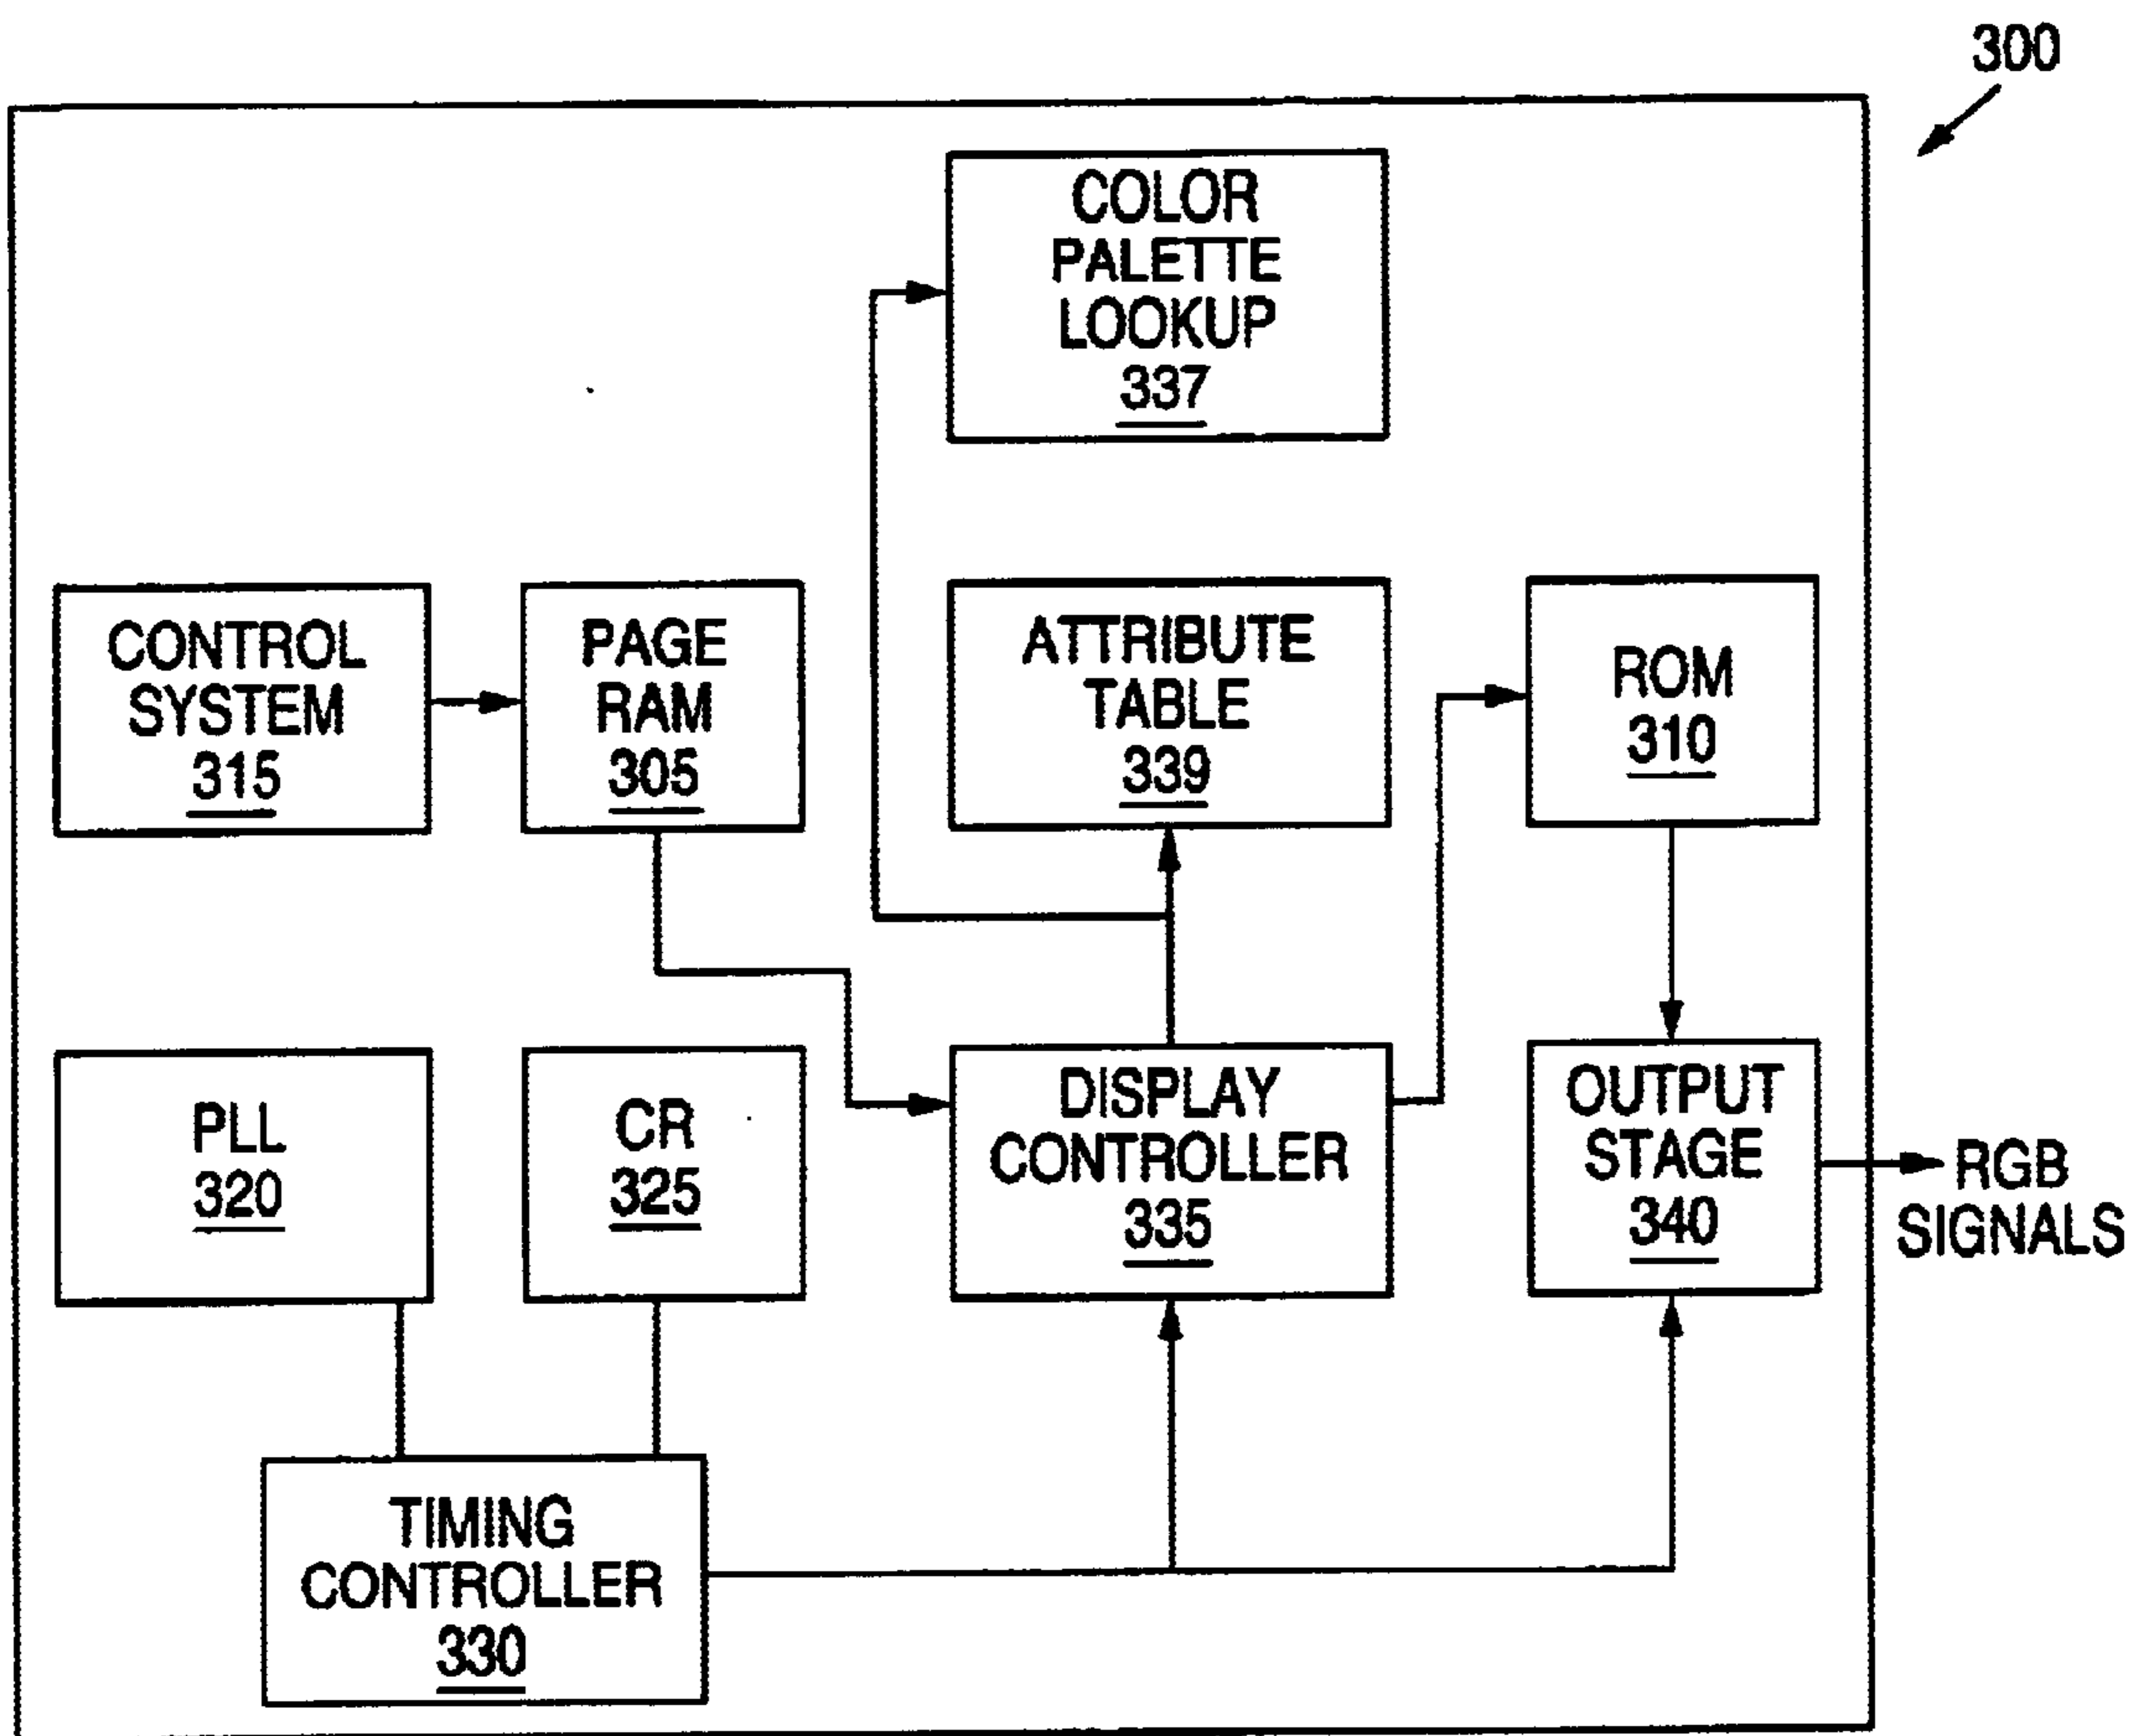 300
COLOR
PALETTE
LOOKUP
337
CONTROL
SYSTEM
315
PAGE
RAM
305
ATTRIBUTE
TABLE
339
ROM
310
PLL
320
CR
325
DISPLAY
CONTROLLER
335
OUTPUT
STAGE
340
RGB
SIGNALS
TIMING
CONTROLLER
330